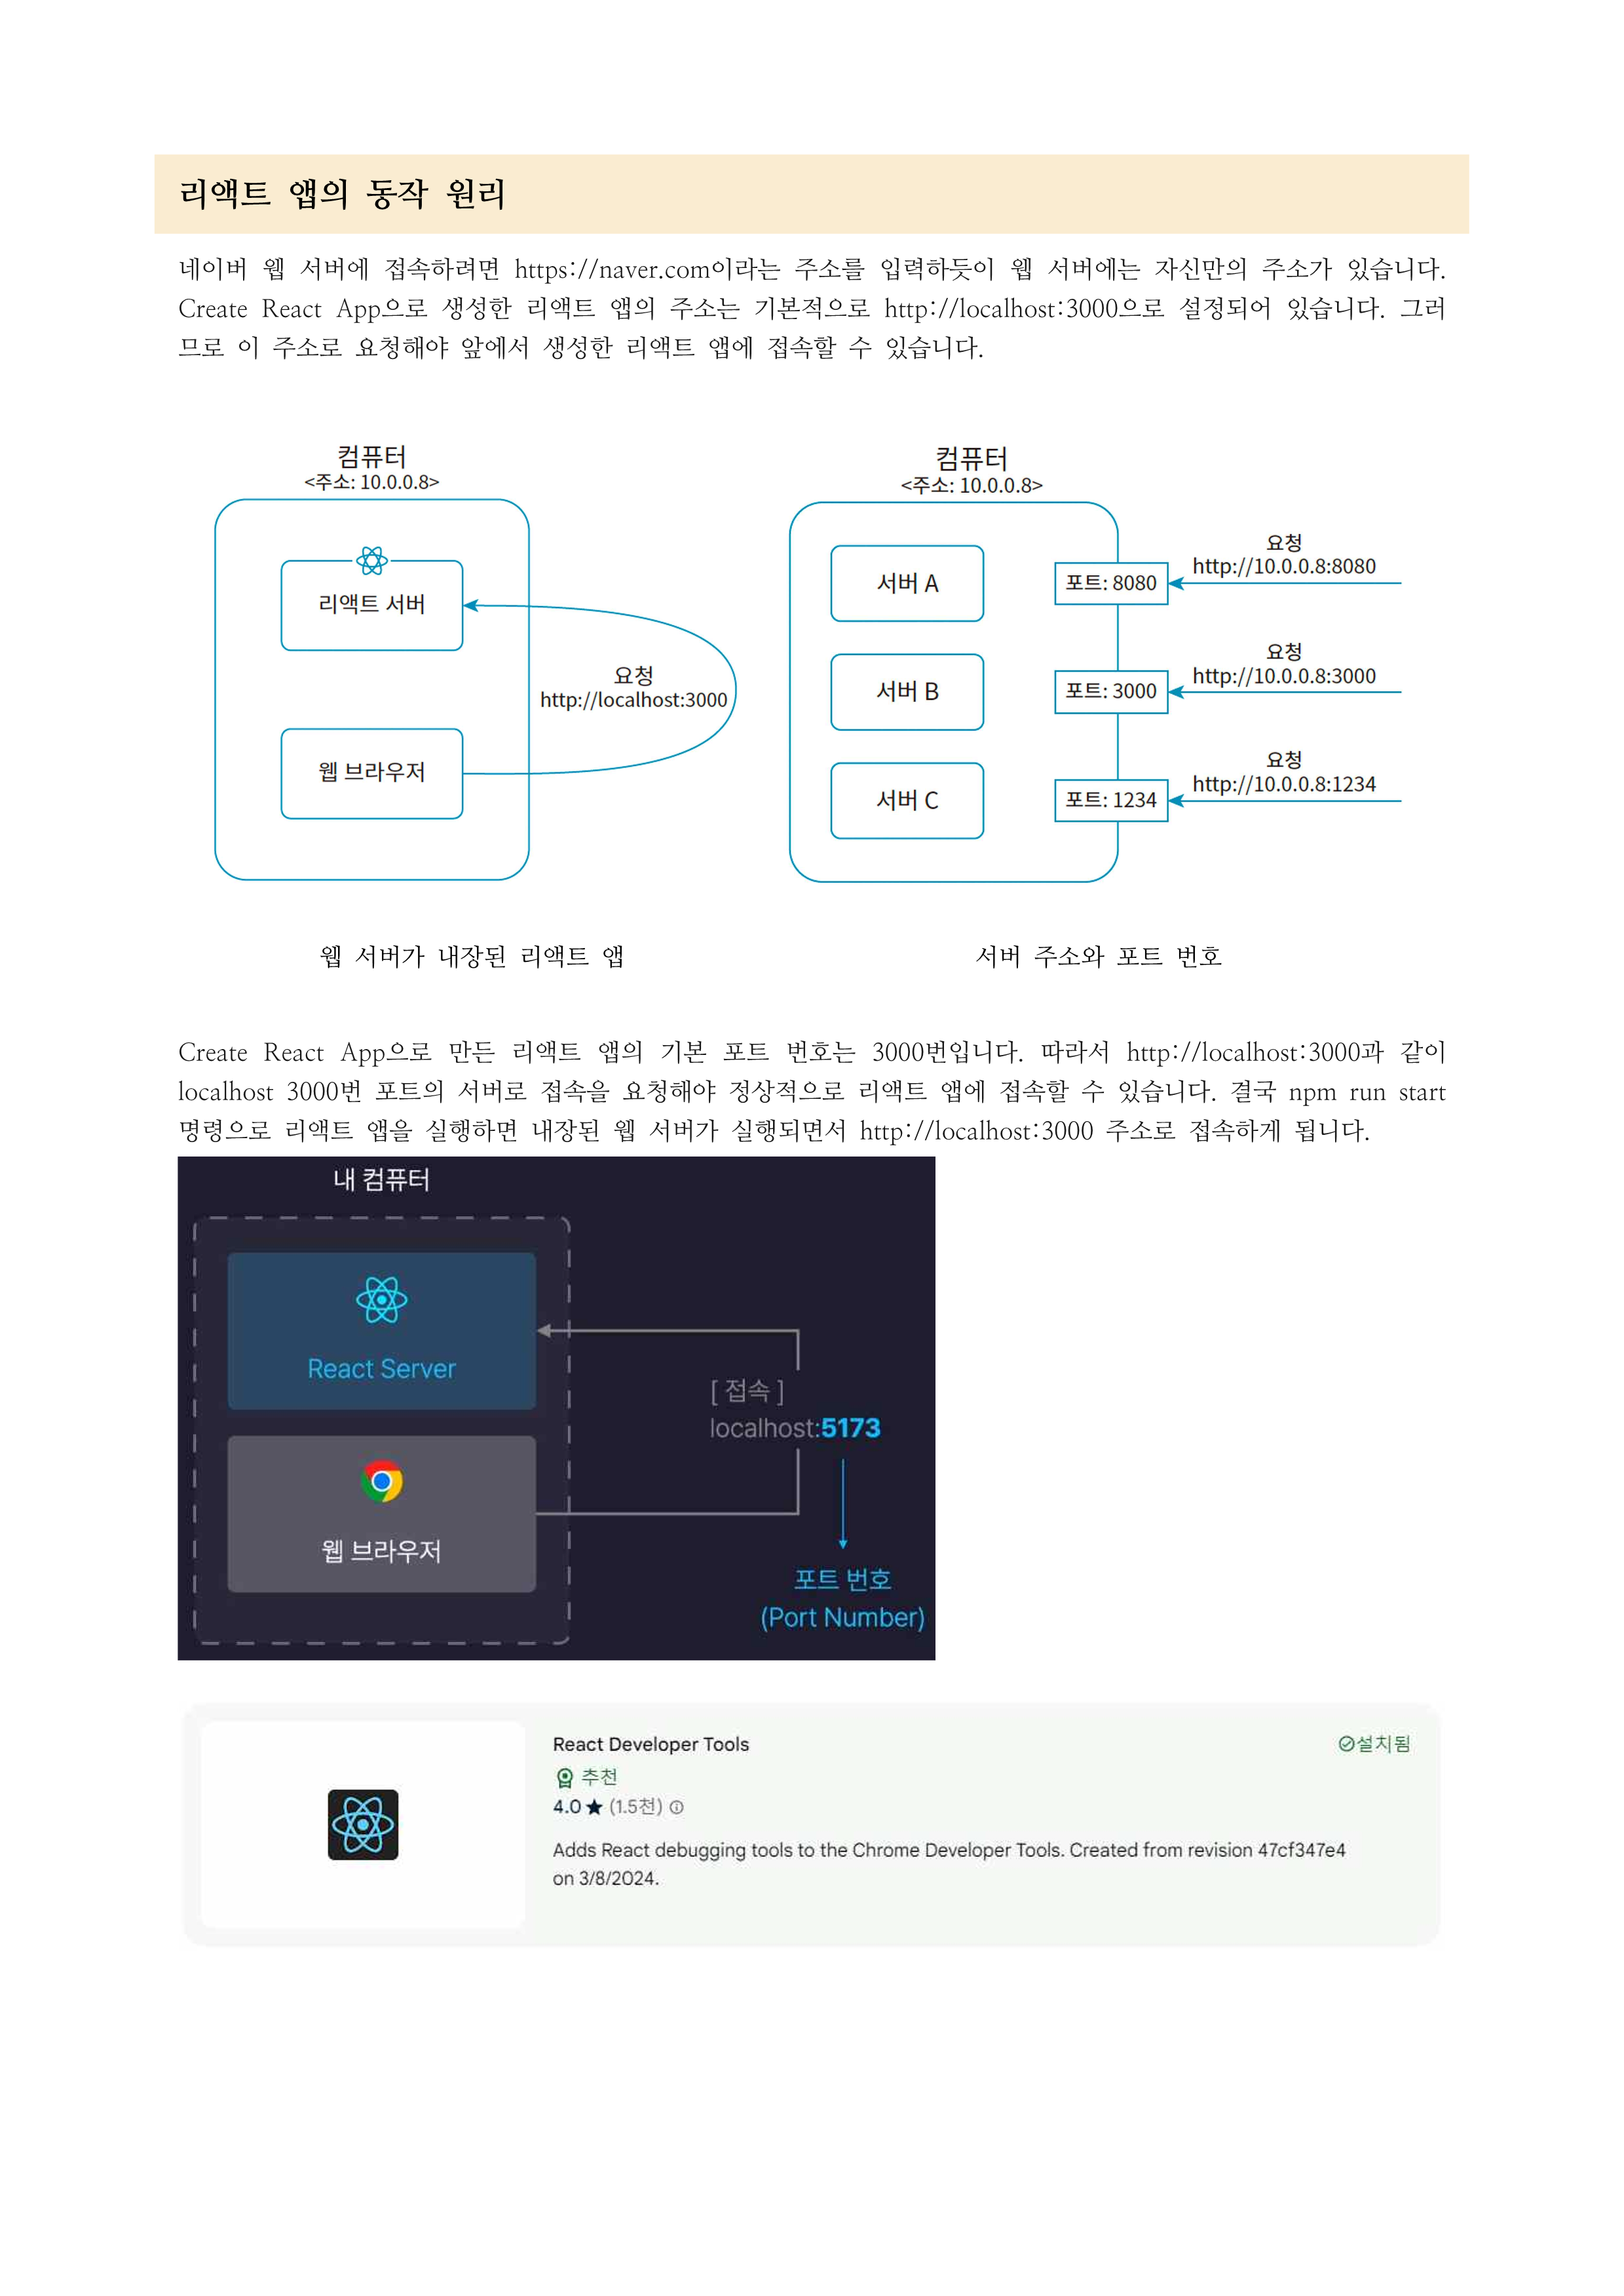 리액트 앱의 동작 원리
네이버 웹 서버에 접속하려면 https://naver.com이라는 주소를 입력하듯이 웹 서버에는 자신만의 주소가 있습니다.
Create React App으로 생성한 리액트 앱의 주소는 기본적으로 http://localhost:3000으로 설정되어 있습니다. 그러
므로 이 주소로 요청해야 앞에서 생성한 리액트 앱에 접속할 수 있습니다.
컴퓨터
<주소: 10.0.0.8>
리액트 서버
요청
http://localhost:3000
웹 브라우저
컴퓨터
<주소: 10.0.0.8>
서버 A
포트: 8080
요청
http://10.0.0.8:8080
서버 B
포트: 3000
요청
http://10.0.0.8:3000
서버 C
포트: 1234
요청
http://10.0.0.8:1234
웹 서버가 내장된 리액트 앱
서버 주소와 포트 번호
Create React App으로 만든 리액트 앱의 기본 포트 번호는 3000번입니다. 따라서 http://localhost:3000과 같이
localhost 3000번 포트의 서버로 접속을 요청해야 정상적으로 리액트 앱에 접속할 수 있습니다. 결국 npm run start
명령으로 리액트 앱을 실행하면 내장된 웹 서버가 실행되면서 http://localhost:3000 주소로 접속하게 됩니다.
내 컴퓨터
React Server
[ 접속 ]
localhost:5173
웹 브라우저
포트 번호
(Port Number)
React Developer Tools
설치됨
추천
4.0 ★ (1.5천)
Adds React debugging tools to the Chrome Developer Tools. Created from revision 47cf347e4
on 3/8/2024.